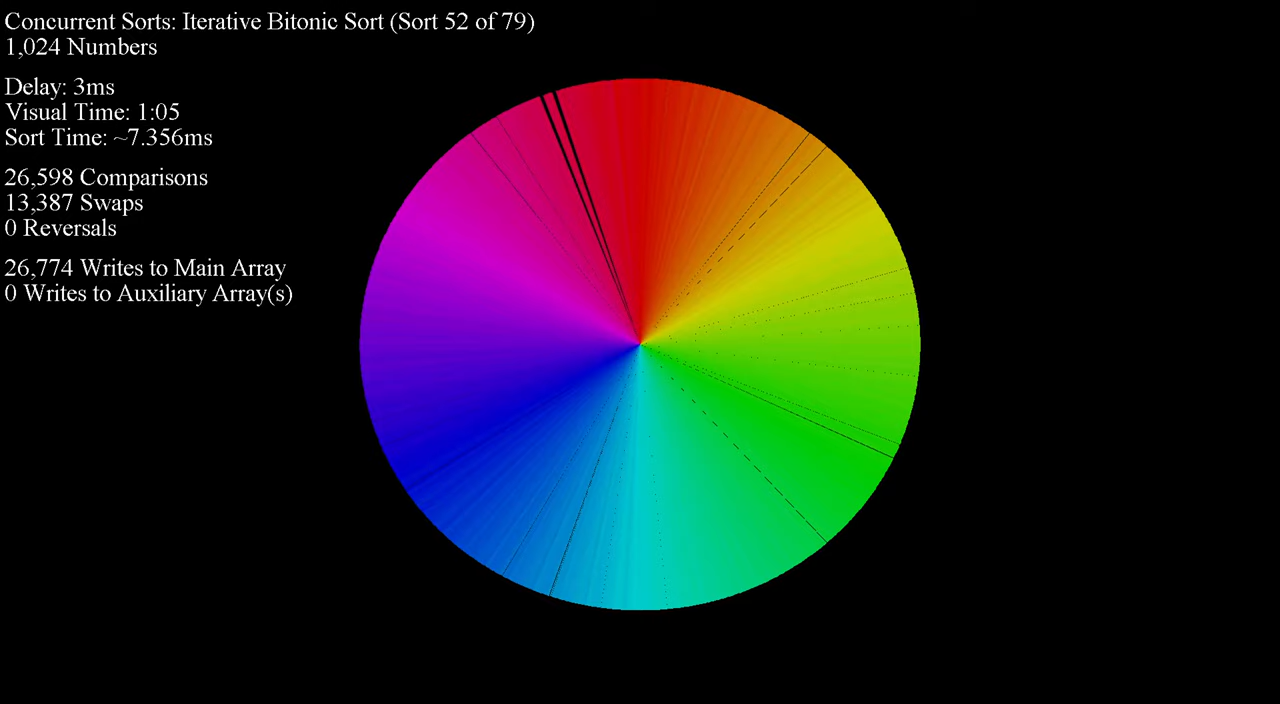 Concurrent Sorts: Iterative Bitonic Sort (Sort 52 of 79)
1,024 Numbers
Delay: 3ms
Visual Time: 1:05
Sort Time: ~7.356ms
26,598 Comparisons
13,387 Swaps
0 Reversals
26,774 Writes to Main Array
0 Writes to Auxiliary Array(s)